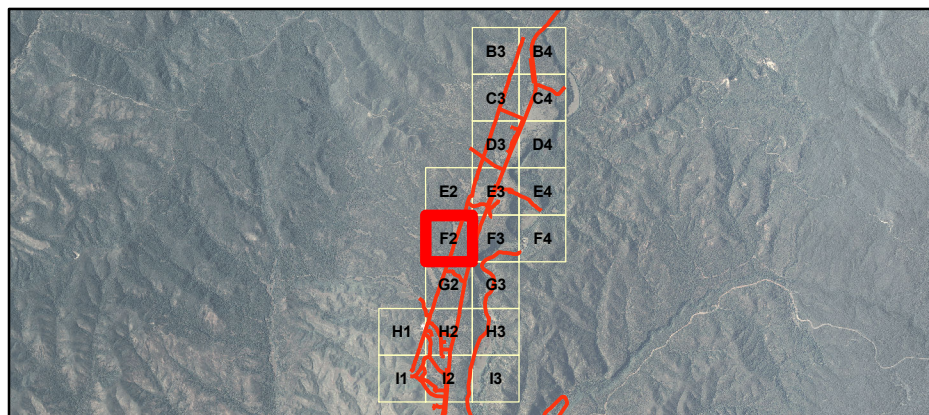 B3 B4
C3 C4
D3 D4
E2 E3 E4
F2 F3 F4
G2 G3
H1 H2 H3
I1 I2 I3